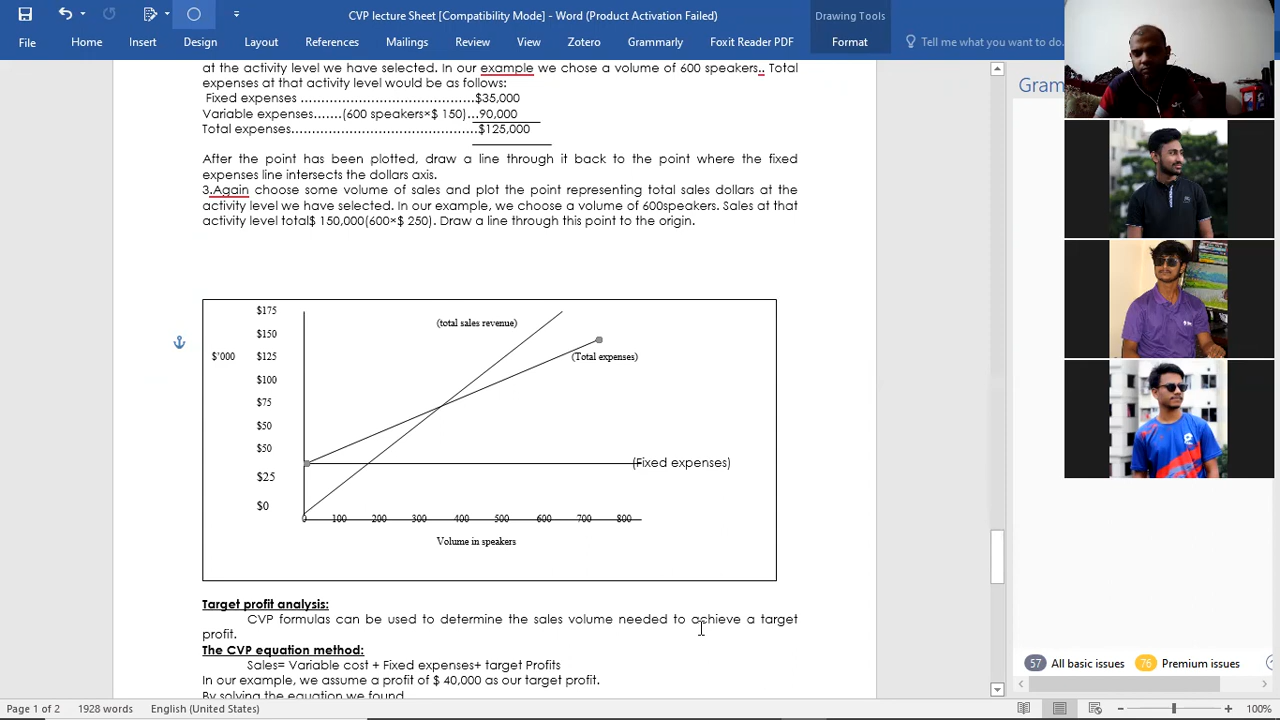 CVP lecture Sheet [Compatibility Mode] - Word (Product Activation Failed)
Drawing Tools
File Home Insert Design Layout References Mailings Review View Zotero Grammarly Foxit Reader PDF Format Tell me what you want to do.
at the activity level we have selected. In our example we chose a volume of 600 speakers.. Total
expenses at that activity level would be as follows:
Fixed expenses ……………………………………$35,000
Variable expenses…….(600 speakers×$ 150)…90,000
Total expenses………………………………………$125,000
After the point has been plotted, draw a line through it back to the point where the fixed
expenses line intersects the dollars axis.
3.Again choose some volume of sales and plot the point representing total sales dollars at the
activity level we have selected. In our example, we choose a volume of 600speakers. Sales at that
activity level total$ 150,000(600×$ 250). Draw a line through this point to the origin.
$175
(total sales revenue)
$150
$'000 $125 (Total expenses)
$100
$75
$50
$50
(Fixed expenses)
$25
$0
0 100 200 300 400 500 600 700 800
Volume in speakers
Target profit analysis:
CVP formulas can be used to determine the sales volume needed to achieve a target
profit.
The CVP equation method:
Sales= Variable cost + Fixed expenses+ target Profits
In our example, we assume a profit of $ 40,000 as our target profit.
By solving the equation we found
Gram
57 All basic issues 76 Premium issues
Page 1 of 2 1928 words English (United States) 100%